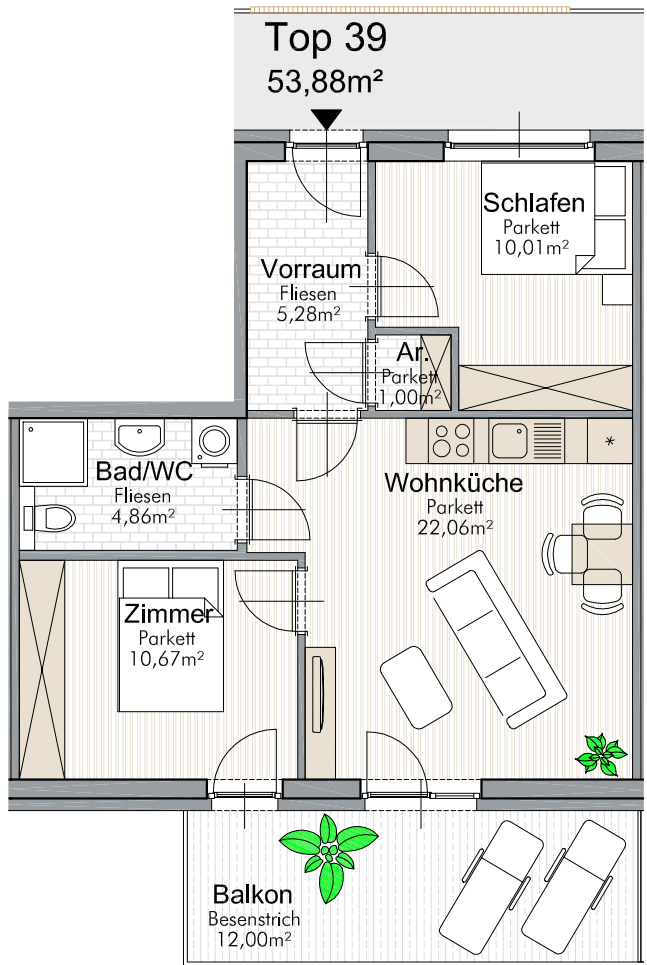 Top 39
53,88m²
Schlafen
Parkett
10,01m²
Vorraum
Fliesen
5,28m²
Ar.
Parkett
1,00m²
Bad/WC
Fliesen
4,86m²
Wohnküche
Parkett
22,06m²
*
Zimmer
Parkett
10,67m²
Balkon
Besenstrich
12,00m²